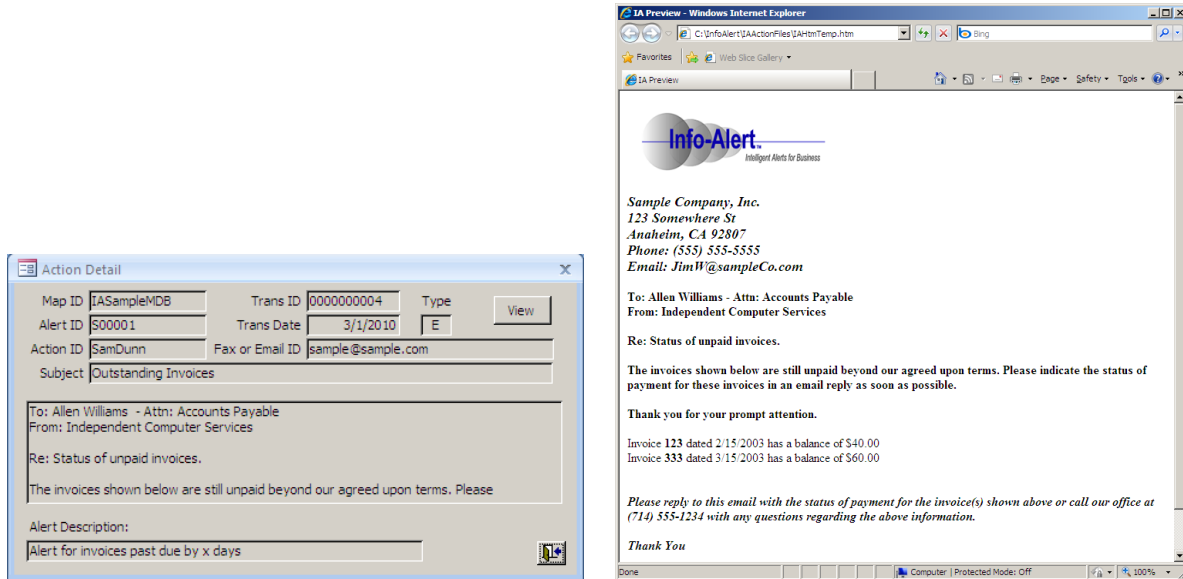 Action Detail
Map ID IASampleMDB Trans ID 0000000004 Type View
Alert ID S00001 Trans Date 3/1/2010 E
Action ID SamDunn Fax or Email ID sample@sample.com
Subject Outstanding Invoices
To: Allen Williams - Attn: Accounts Payable
From: Independent Computer Services
Re: Status of unpaid invoices.
The invoices shown below are still unpaid beyond our agreed upon terms. Please
Alert Description:
Alert for invoices past due by x days
IA Preview - Windows Internet Explorer
C:\InfoAlert\IAActionFiles\IAHtmTemp.htm Bing
Favorites Web Slice Gallery
IA Preview Page Safety Tools
Info-Alert™
Intelligent Alerts for Business
Sample Company, Inc.
123 Somewhere St
Anaheim, CA 92807
Phone: (555) 555-5555
Email: JimW@sampleCo.com
To: Allen Williams - Attn: Accounts Payable
From: Independent Computer Services
Re: Status of unpaid invoices.
The invoices shown below are still unpaid beyond our agreed upon terms. Please indicate the status of
payment for these invoices in an email reply as soon as possible.
Thank you for your prompt attention.
Invoice 123 dated 2/15/2003 has a balance of $40.00
Invoice 333 dated 3/15/2003 has a balance of $60.00
Please reply to this email with the status of payment for the invoice(s) shown above or call our office at
(714) 555-1234 with any questions regarding the above information.
Thank You
Done Computer | Protected Mode: Off 100%